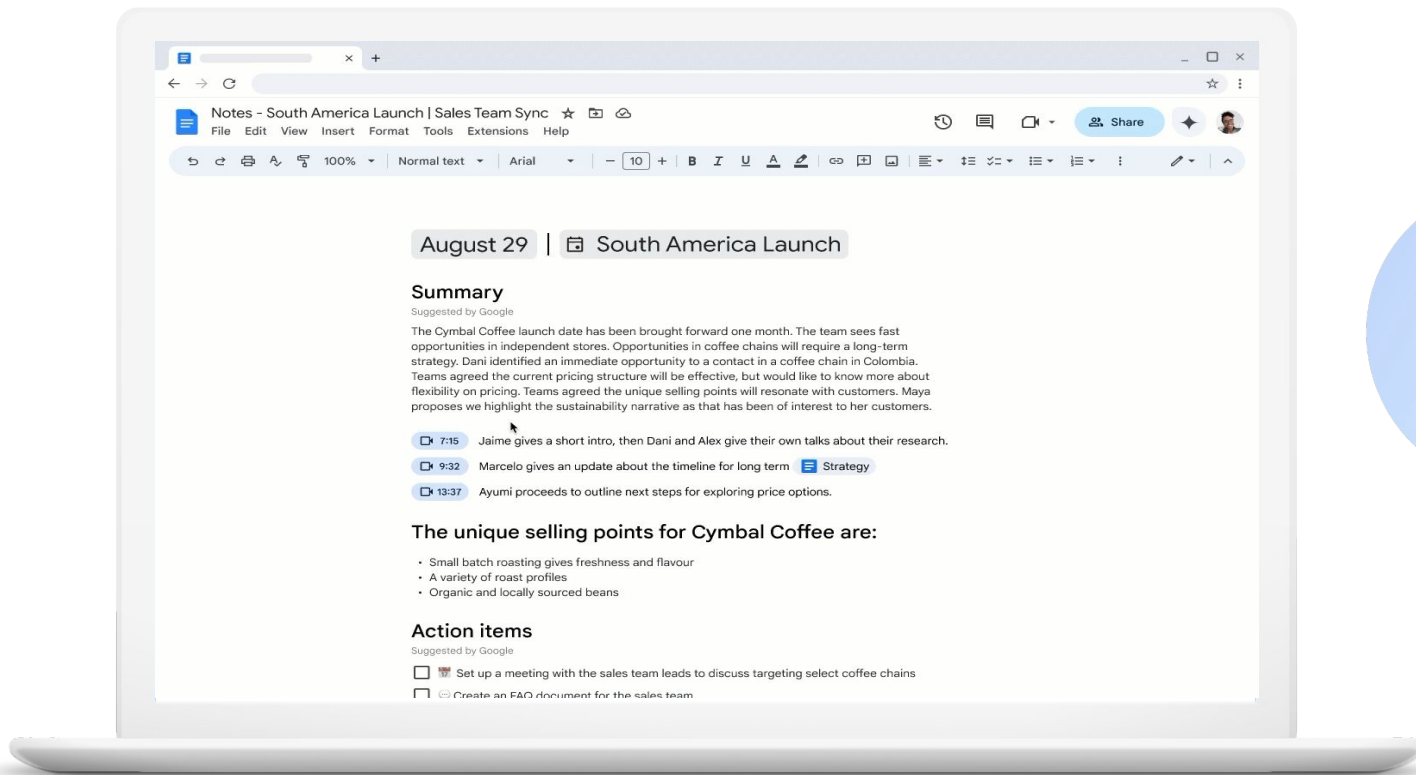 Notes - South America Launch | Sales Team Sync
File Edit View Insert Format Tools Extensions Help
Share
100% Normal text Arial 10 B I U A
August 29 | South America Launch
Summary
Suggested by Google
The Cymbal Coffee launch date has been brought forward one month. The team sees fast
opportunities in independent stores. Opportunities in coffee chains will require a long-term
strategy. Dani identified an immediate opportunity to a contact in a coffee chain in Colombia.
Teams agreed the current pricing structure will be effective, but would like to know more about
flexibility on pricing. Teams agreed the unique selling points will resonate with customers. Maya
proposes we highlight the sustainability narrative as that has been of interest to her customers.
7:15 Jaime gives a short intro, then Dani and Alex give their own talks about their research.
9:32 Marcelo gives an update about the timeline for long term Strategy
13:37 Ayumi proceeds to outline next steps for exploring price options.
The unique selling points for Cymbal Coffee are:
• Small batch roasting gives freshness and flavour
• A variety of roast profiles
• Organic and locally sourced beans
Action items
Suggested by Google
Set up a meeting with the sales team leads to discuss targeting select coffee chains
Create an FAQ document for the sales team